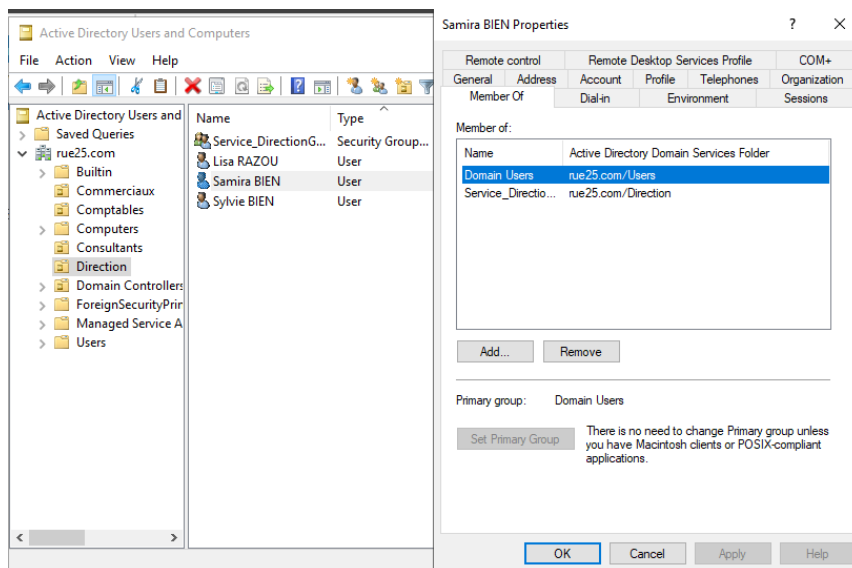 Active Directory Users and Computers
File Action View Help
Active Directory Users and
Saved Queries
rue25.com
Builtin
Commerciaux
Comptables
Computers
Consultants
Direction
Domain Controllers
ForeignSecurityPrin
Managed Service A
Users
Name Type
Service_DirectionG... Security Group...
Lisa RAZOU User
Samira BIEN User
Sylvie BIEN User
Samira BIEN Properties
Remote control Remote Desktop Services Profile COM+
General Address Account Profile Telephones Organization
Member Of Dial-in Environment Sessions
Member of:
Name Active Directory Domain Services Folder
Domain Users rue25.com/Users
Service_Directio... rue25.com/Direction
Add... Remove
Primary group: Domain Users
Set Primary Group
There is no need to change Primary group unless
you have Macintosh clients or POSIX-compliant
applications.
OK Cancel Apply Help